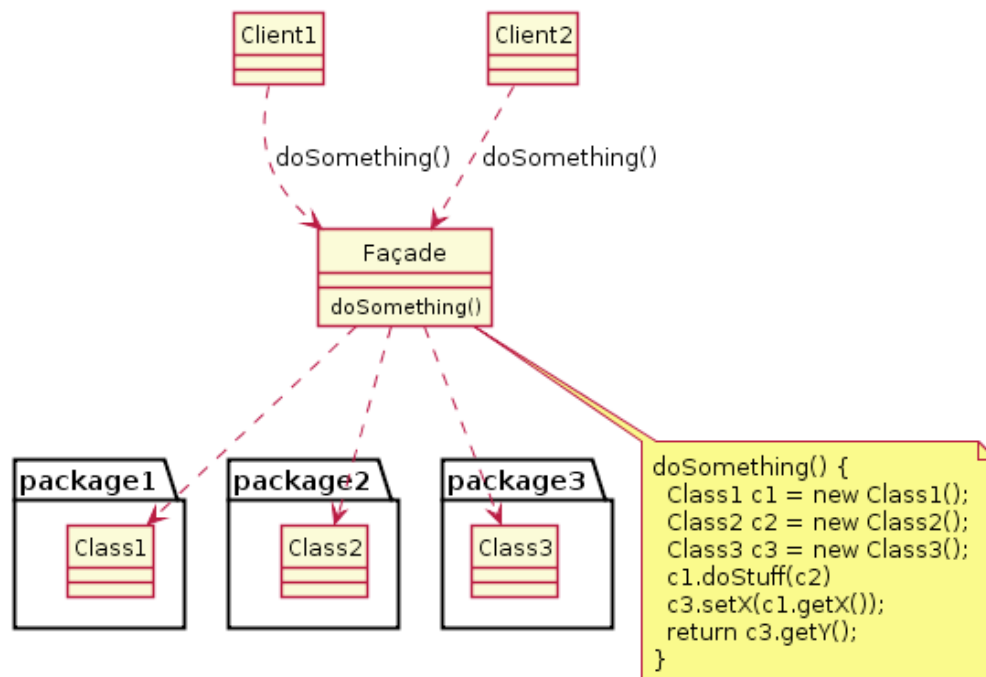 Client1
Client2
doSomething()
doSomething()
Façade
doSomething()
package1
package2
package3
Class1
Class2
Class3
doSomething() {
Class1 c1 = new Class1();
Class2 c2 = new Class2();
Class3 c3 = new Class3();
c1.doStuff(c2)
c3.setX(c1.getX());
return c3.getY();
}